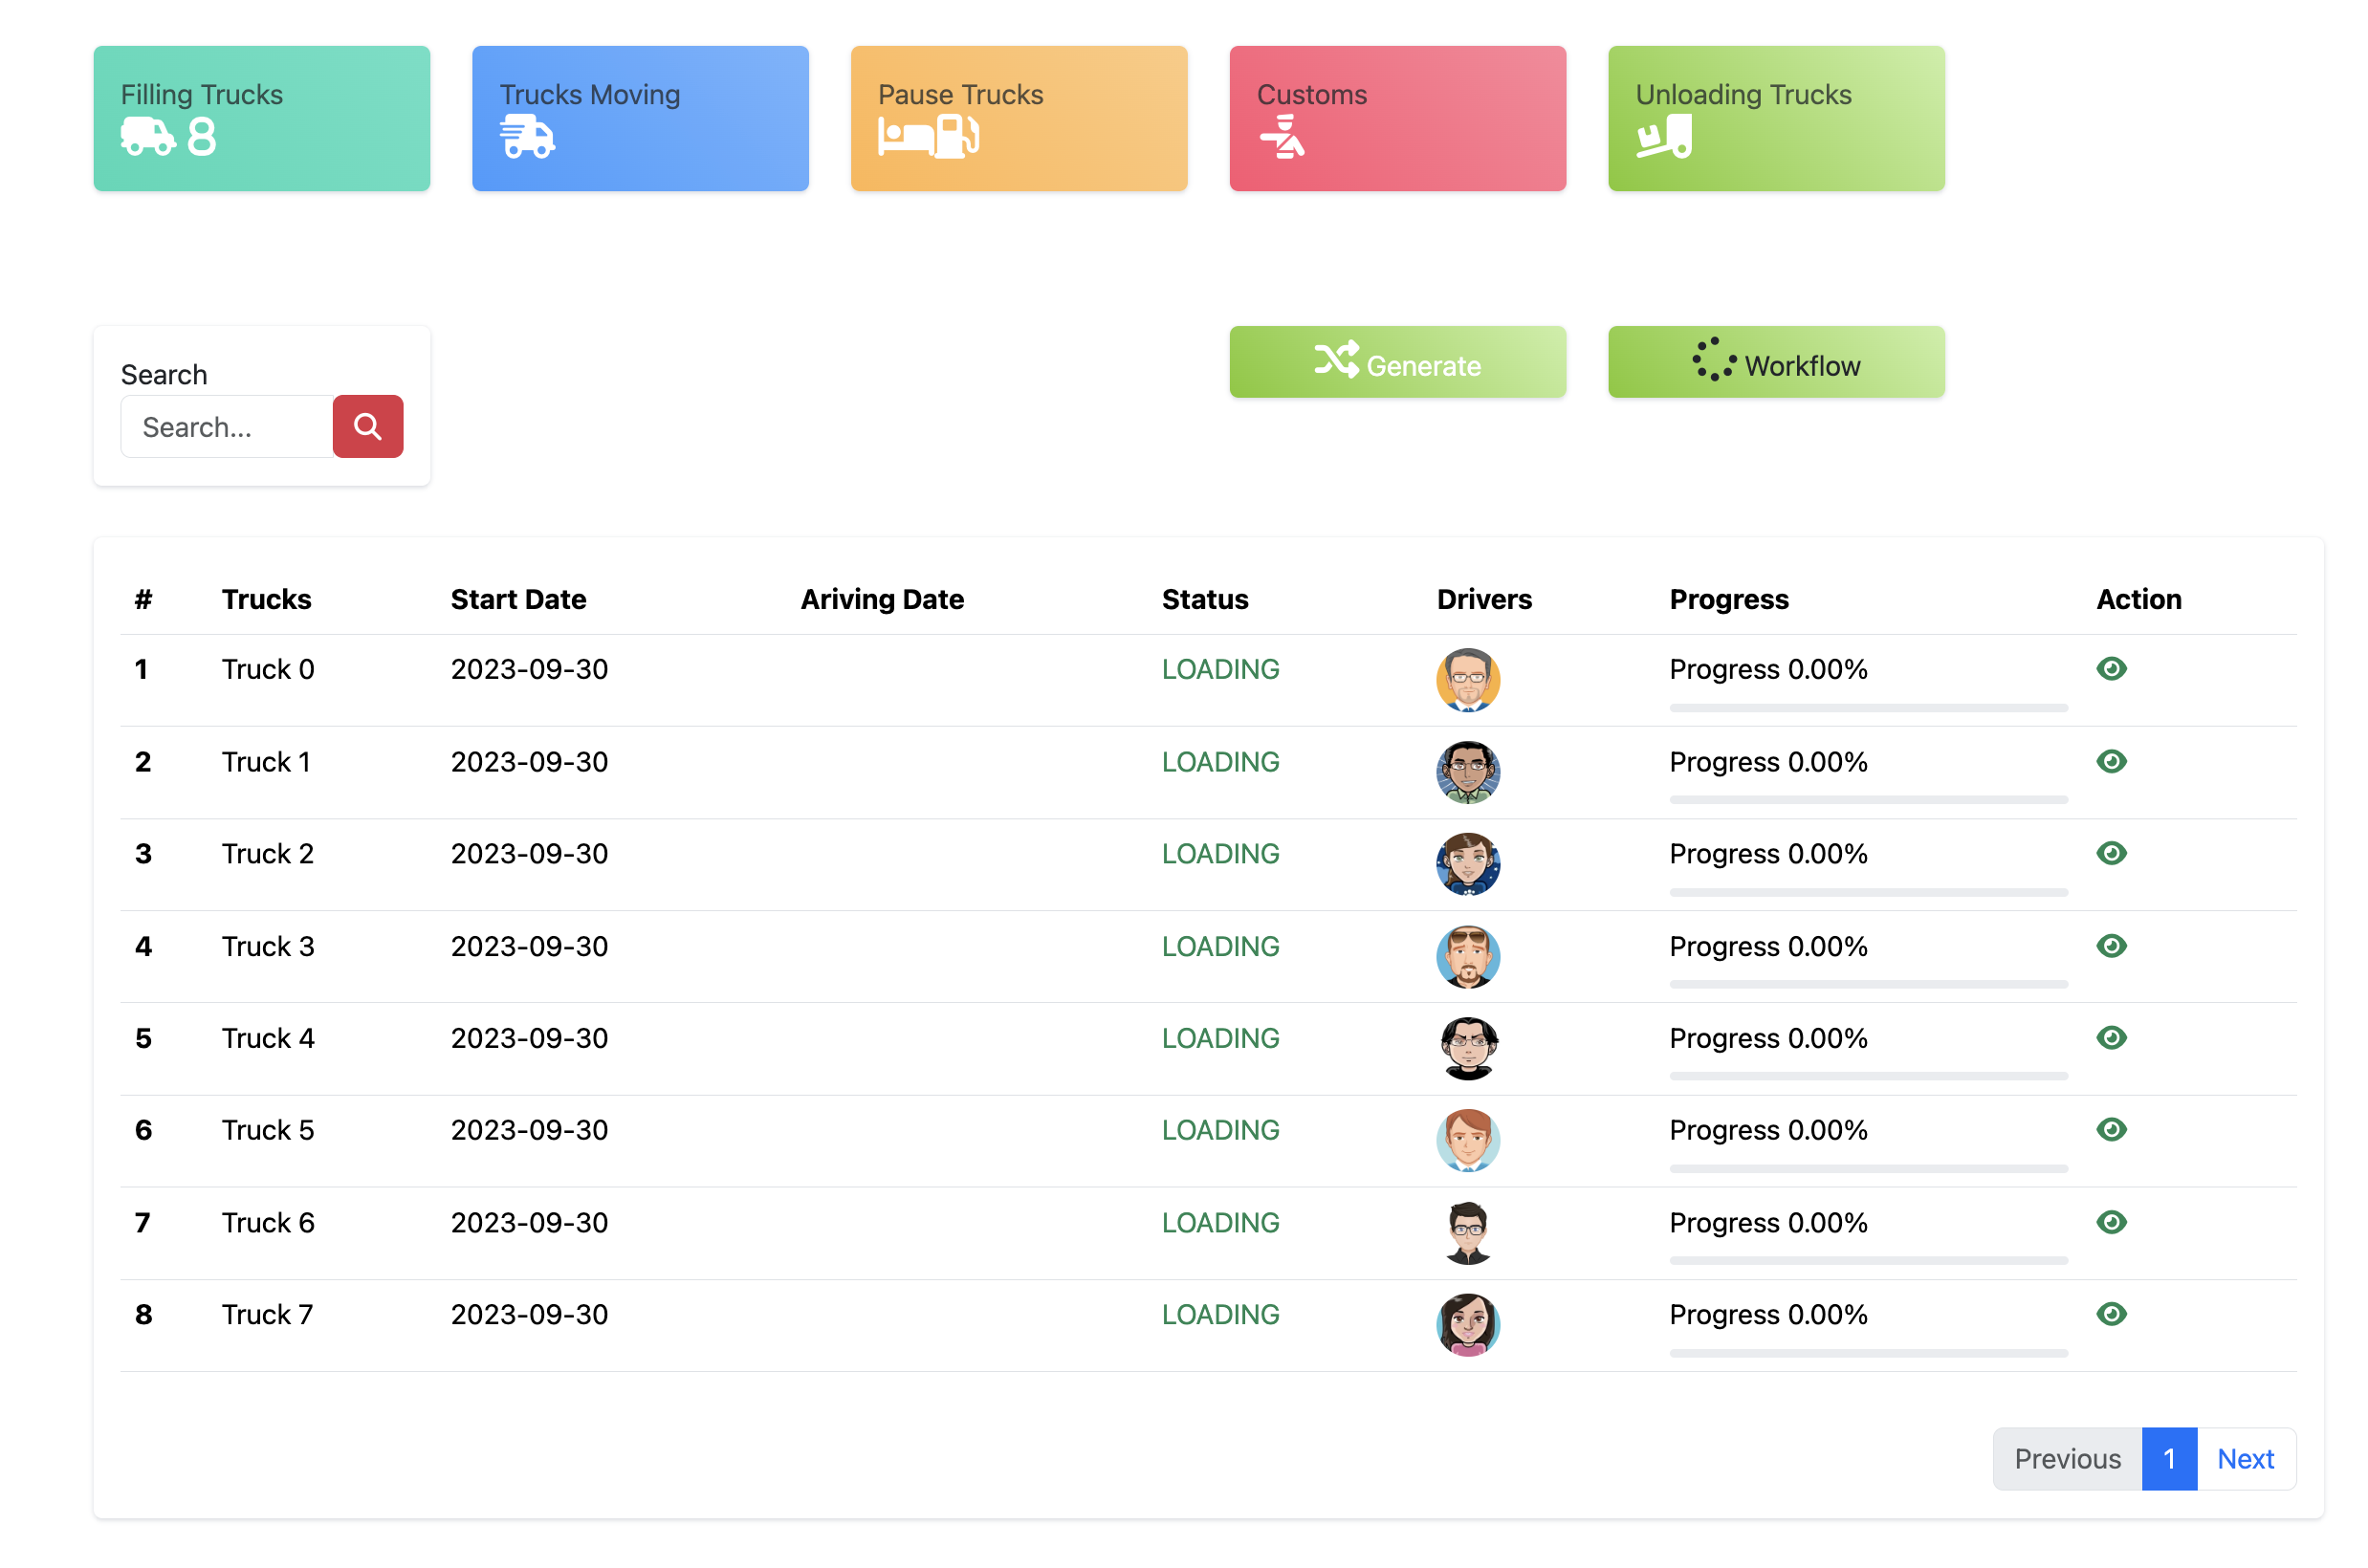 Filling Trucks
8
Trucks Moving
Pause Trucks
Customs
Unloading Trucks
Search
Search...
Generate
Workflow
# Trucks Start Date Ariving Date Status Drivers Progress Action
1 Truck 0 2023-09-30 LOADING Progress 0.00%
2 Truck 1 2023-09-30 LOADING Progress 0.00%
3 Truck 2 2023-09-30 LOADING Progress 0.00%
4 Truck 3 2023-09-30 LOADING Progress 0.00%
5 Truck 4 2023-09-30 LOADING Progress 0.00%
6 Truck 5 2023-09-30 LOADING Progress 0.00%
7 Truck 6 2023-09-30 LOADING Progress 0.00%
8 Truck 7 2023-09-30 LOADING Progress 0.00%
Previous 1 Next